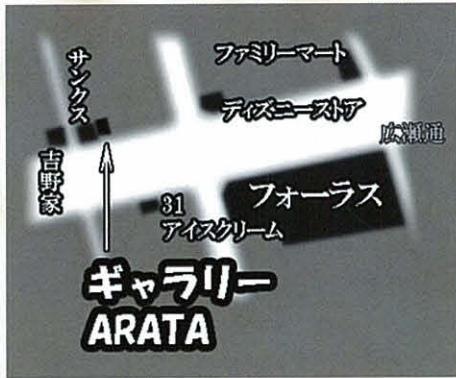 ファミリーマート
サンクス
ディズニーストア
広瀬通
吉野家
フォーラス
31
アイスクリーム
ギャラリー
ARATA